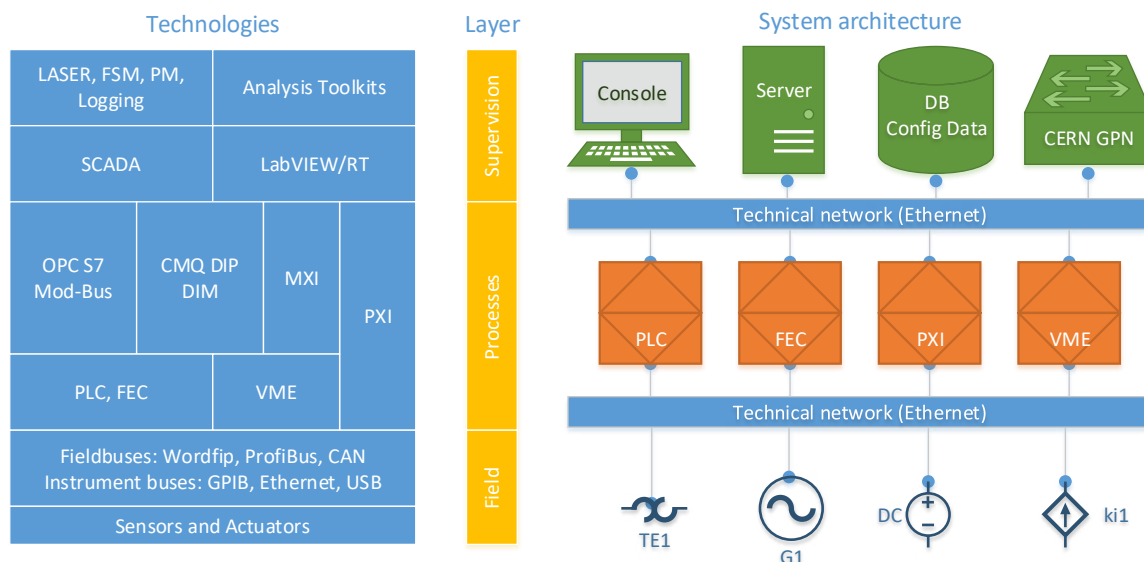 Technologies
Layer
System architecture
LASER, FSM, PM,
Logging
Analysis Toolkits
SCADA
LabVIEW/RT
OPC S7
Mod-Bus
CMQ DIP
DIM
MXI
PXI
PLC, FEC
VME
Fieldbuses: Wordfip, ProfiBus, CAN
Instrument buses: GPIB, Ethernet, USB
Sensors and Actuators
Supervision
Processes
Field
Console
Server
DB
Config Data
CERN GPN
Technical network (Ethernet)
PLC
FEC
PXI
VME
Technical network (Ethernet)
TE1
G1
DC
ki1